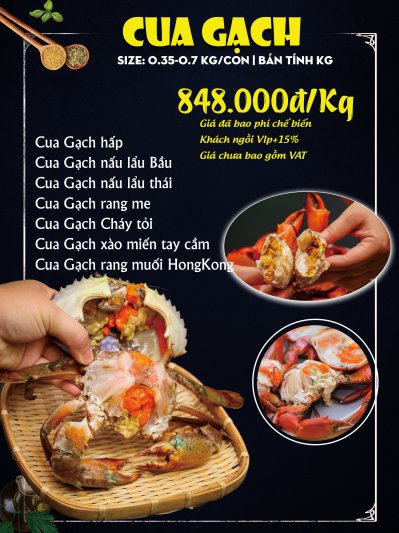 CUA GẠCH
SIZE: 0.35-0.7 KG/CON | BÁN TÍNH KG
848.000đ/Kg
Giá đã bao phí chế biến
Khách ngồi VIp+15%
Giá chưa bao gồm VAT
Cua Gạch hấp
Cua Gạch nấu lẩu Bầu
Cua Gạch nấu lẩu thái
Cua Gạch rang me
Cua Gạch Cháy tỏi
Cua Gạch xào miến tay cầm
Cua Gạch rang muối HongKong